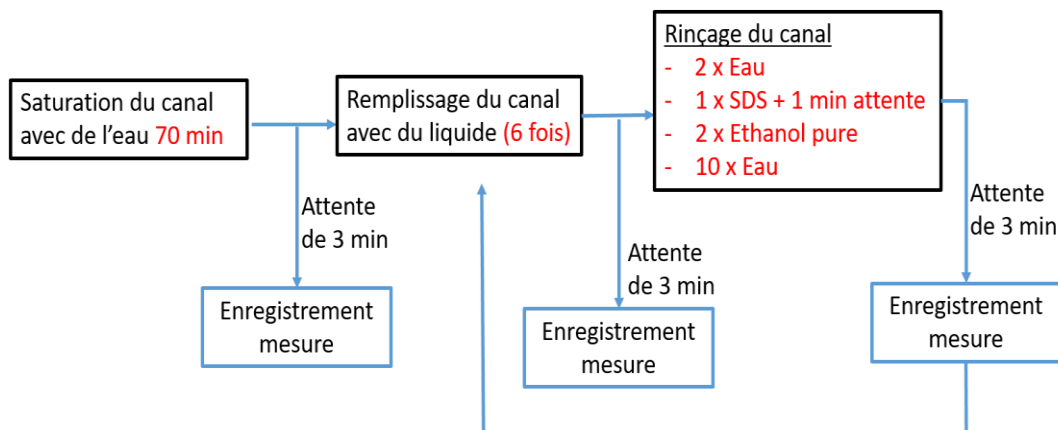 Saturation du canal
avec de l'eau 70 min
Attente
de 3 min
Enregistrement
mesure
Remplissage du canal
avec du liquide (6 fois)
Attente
de 3 min
Enregistrement
mesure
Rinçage du canal
- 2 x Eau
- 1 x SDS + 1 min attente
- 2 x Ethanol pure
- 10 x Eau
Attente
de 3 min
Enregistrement
mesure